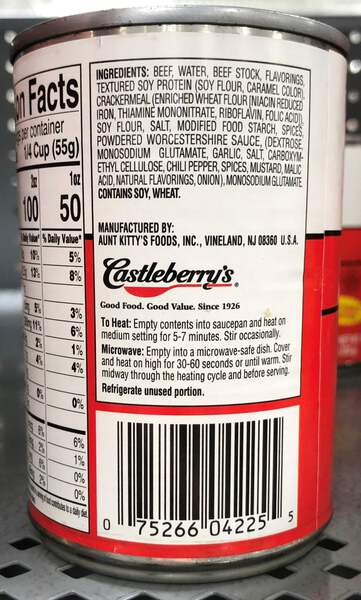 on Facts
per container
1/4 Cup (55g)
2oz 1oz
100 50
% Daily Value*
10% 5%
13% 8%
5% 3%
11% 6%
2% 1%
4% 4%
0% 0%
6%
1%
0%
0%
INGREDIENTS: BEEF, WATER, BEEF STOCK, FLAVORINGS,
TEXTURED SOY PROTEIN (SOY FLOUR, CARAMEL COLOR),
CRACKERMEAL (ENRICHED WHEAT FLOUR [NIACIN REDUCED
IRON, THIAMINE MONONITRATE, RIBOFLAVIN, FOLIC ACID]),
SOY FLOUR, SALT, MODIFIED FOOD STARCH, SPICES,
POWDERED WORCESTERSHIRE SAUCE, (DEXTROSE,
MONOSODIUM GLUTAMATE, GARLIC, SALT, CARBOXYM-
ETHYL CELLULOSE, CHILI PEPPER, SPICES, MUSTARD, MALIC
ACID, NATURAL FLAVORINGS, ONION), MONOSODIUM GLUTAMATE.
CONTAINS SOY, WHEAT.
MANUFACTURED BY:
AUNT KITTY'S FOODS, INC., VINELAND, NJ 08360 U.S.A.
Castleberry's®
Good Food. Good Value. Since 1926
To Heat: Empty contents into saucepan and heat on
medium setting for 5-7 minutes. Stir occasionally.
Microwave: Empty into a microwave-safe dish. Cover
and heat on high for 30-60 seconds or until warm. Stir
midway through the heating cycle and before serving.
Refrigerate unused portion.
0 75266 04225 5